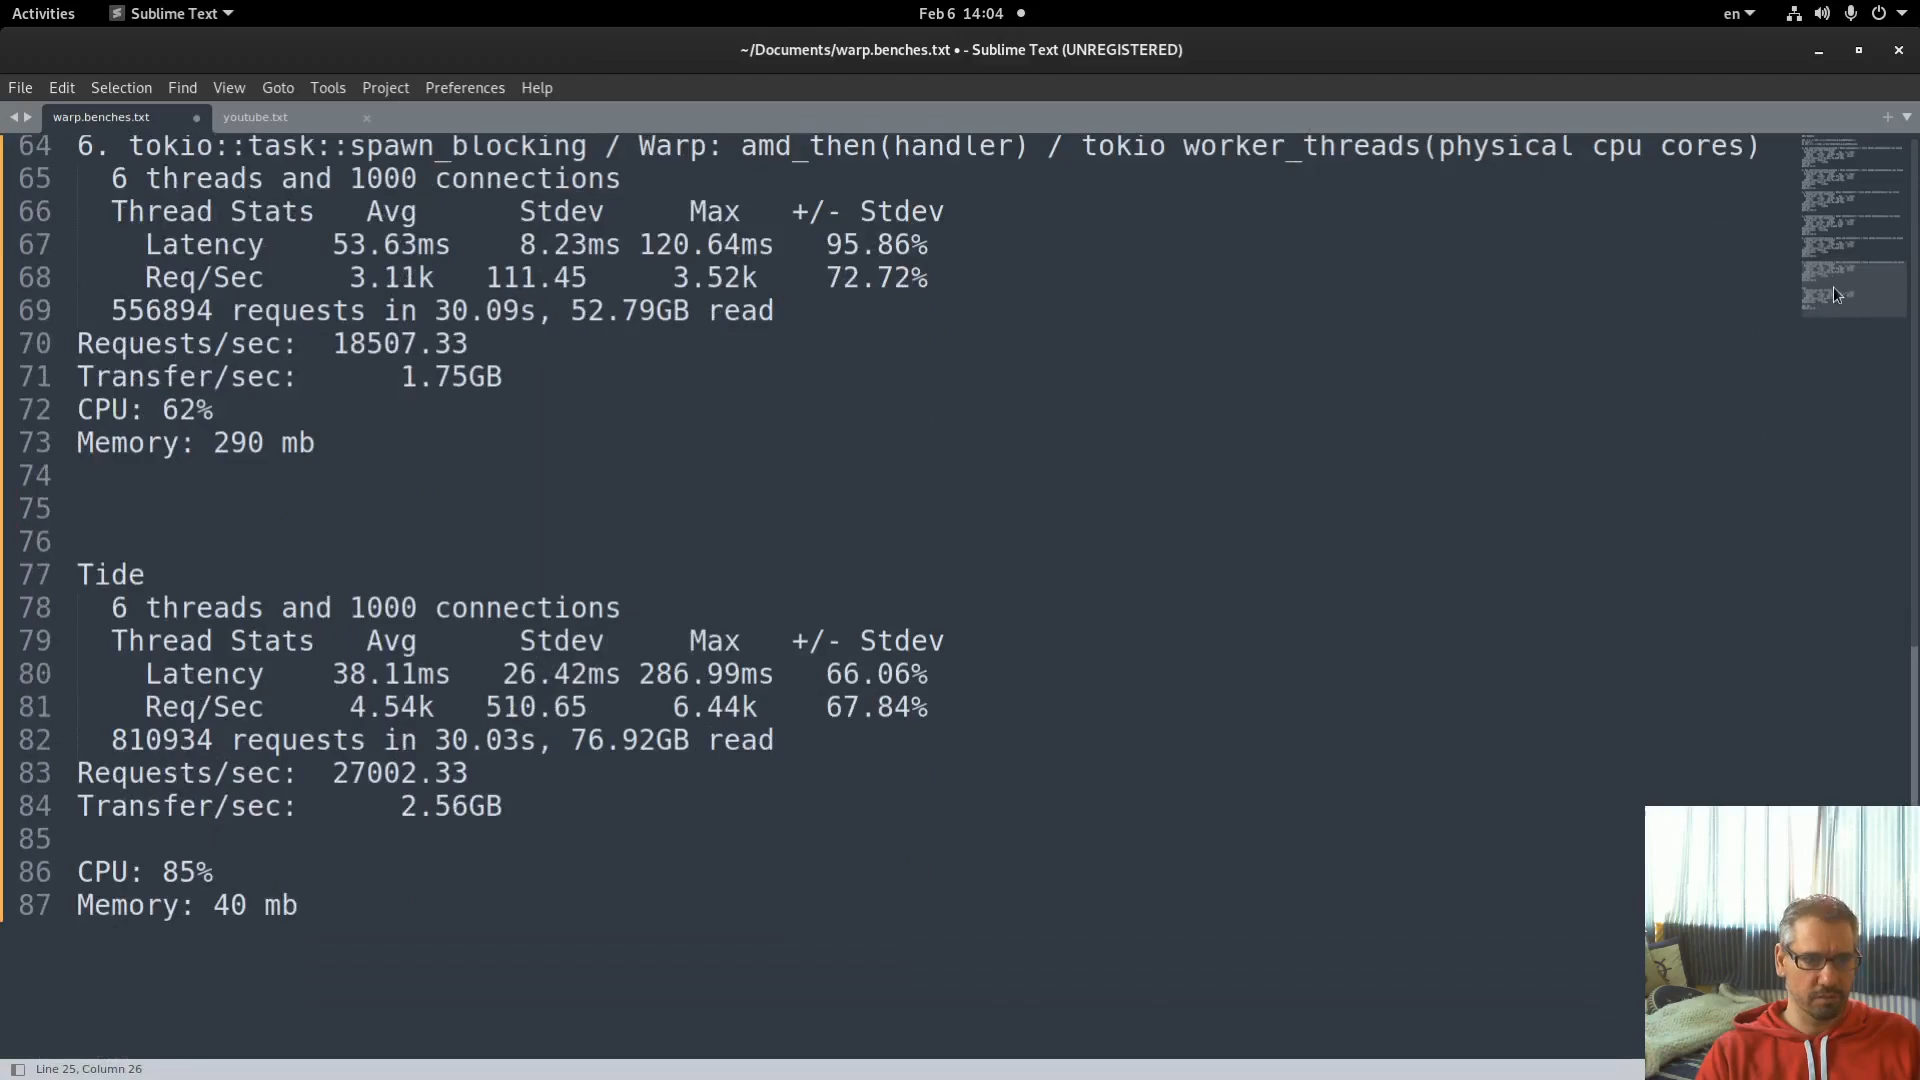 Activities Sublime Text Feb 6 14:04 en
~/Documents/warp.benches.txt • - Sublime Text (UNREGISTERED)
File Edit Selection Find View Goto Tools Project Preferences Help
warp.benches.txt youtube.txt
64 6. tokio::task::spawn_blocking / Warp: amd_then(handler) / tokio worker_threads(physical cpu cores)
65 6 threads and 1000 connections
66 Thread Stats Avg Stdev Max +/- Stdev
67 Latency 53.63ms 8.23ms 120.64ms 95.86%
68 Req/Sec 3.11k 111.45 3.52k 72.72%
69 556894 requests in 30.09s, 52.79GB read
70 Requests/sec: 18507.33
71 Transfer/sec: 1.75GB
72 CPU: 62%
73 Memory: 290 mb
74
75
76
77 Tide
78 6 threads and 1000 connections
79 Thread Stats Avg Stdev Max +/- Stdev
80 Latency 38.11ms 26.42ms 286.99ms 66.06%
81 Req/Sec 4.54k 510.65 6.44k 67.84%
82 810934 requests in 30.03s, 76.92GB read
83 Requests/sec: 27002.33
84 Transfer/sec: 2.56GB
85
86 CPU: 85%
87 Memory: 40 mb
Line 25, Column 26